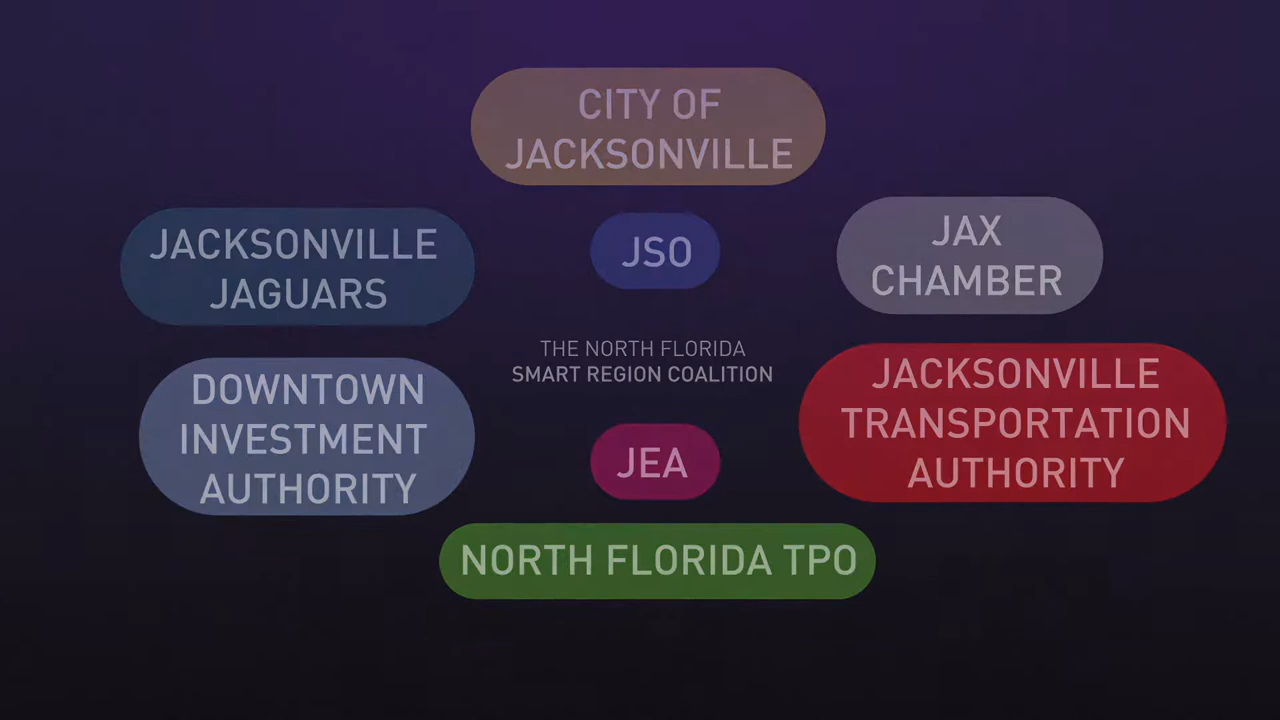 CITY OF
JACKSONVILLE
JACKSONVILLE
JAGUARS
JSO
JAX
CHAMBER
THE NORTH FLORIDA
SMART REGION COALITION
DOWNTOWN
INVESTMENT
AUTHORITY
JEA
JACKSONVILLE
TRANSPORTATION
AUTHORITY
NORTH FLORIDA TPO